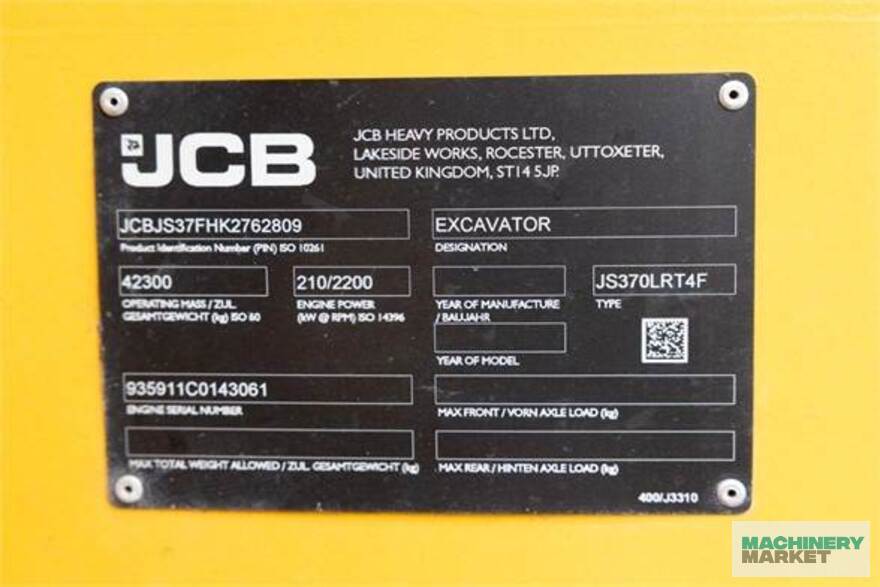 JCB
JCB HEAVY PRODUCTS LTD,
LAKESIDE WORKS, ROCESTER, UTTOXETER,
UNITED KINGDOM, ST14 5JP.
JCBJS37FHK2762809
Product Identification Number (PIN) ISO 10261
EXCAVATOR
DESIGNATION
42300
OPERATING MASS / ZUL.
GESAMTGEWICHT (kg) ISO 60
210/2200
ENGINE POWER
(kW @ RPM) ISO 14396
YEAR OF MANUFACTURE
/ BAUJAHR
JS370LRT4F
TYPE
YEAR OF MODEL
935911C0143061
ENGINE SERIAL NUMBER
MAX FRONT / VORN AXLE LOAD (kg)
MAX TOTAL WEIGHT ALLOWED / ZUL. GESAMTGEWICHT (kg)
MAX REAR / HINTEN AXLE LOAD (kg)
400/J3310
MACHINERY
MARKET